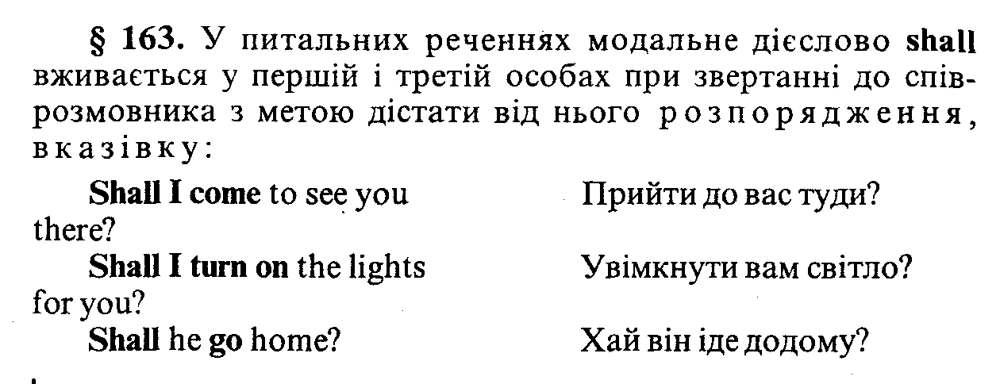 § 163. У питальних реченнях модальне дієслово shall
вживається у першій і третій особах при звертанні до спів-
розмовника з метою дістати від нього розпорядження,
вказівку:
Shall I come to see you
there?
Прийти до вас туди?
Shall I turn on the lights
for you?
Увімкнути вам світло?
Shall he go home?
Хай він іде додому?